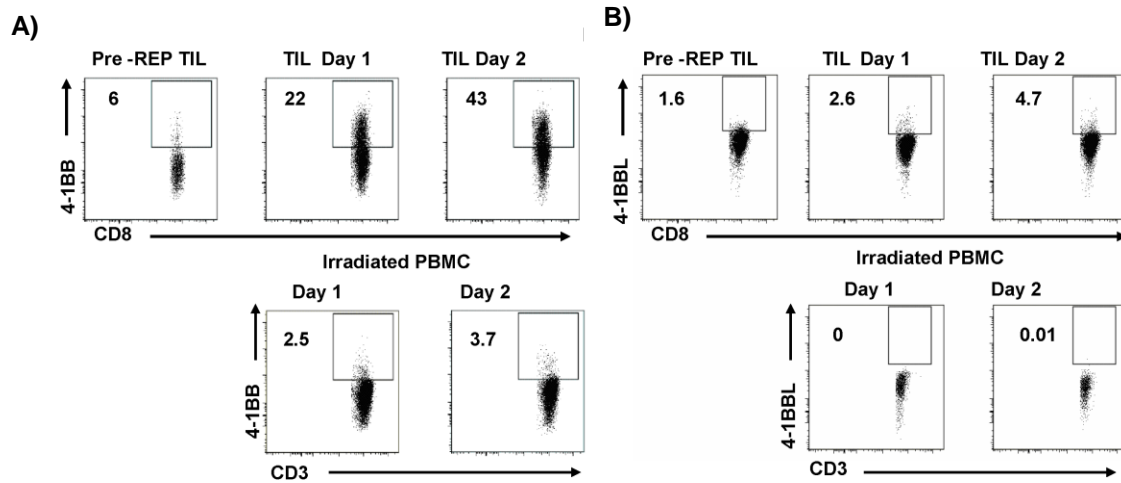 A)
Pre -REP TIL
TIL Day 1
TIL Day 2
6
22
43
4-1BB
CD8
Irradiated PBMC
Day 1
Day 2
2.5
3.7
4-1BB
CD3
B)
Pre -REP TIL
TIL Day 1
TIL Day 2
1.6
2.6
4.7
4-1BBL
CD8
Irradiated PBMC
Day 1
Day 2
0
0.01
4-1BBL
CD3